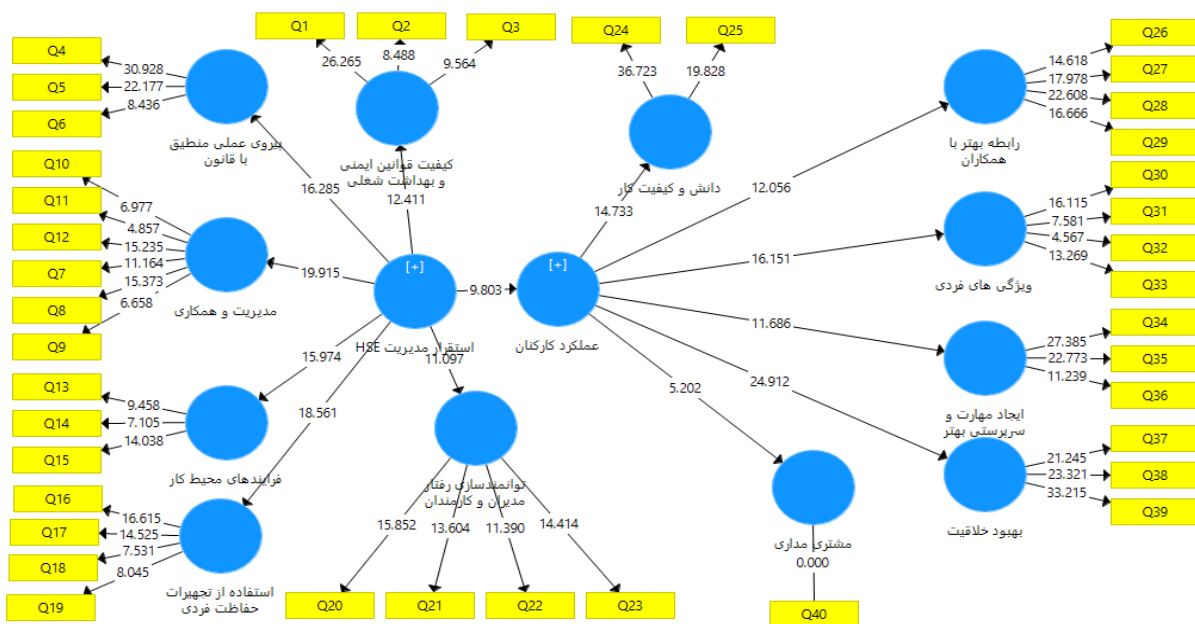 Q1
Q2
Q3
26.265
8.488
9.564
کیفیت قوانین ایمنی
و بهداشت شغلی
12.411
Q24
Q25
36.723
19.828
دانش و کیفیت کار
14.733
Q4
Q5
Q6
30.928
22.177
8.436
پیروی عملی منطیق
با قانون
16.285
Q10
Q11
Q12
Q7
Q8
Q9
6.977
4.857
15.235
11.164
15.373
6.658
مدیریت و همکاری
19.915
Q13
Q14
Q15
9.458
7.105
14.038
فرایندهای محیط کار
15.974
Q16
Q17
Q18
Q19
16.615
14.525
7.531
8.045
استفاده از تجهیرات
حفاظت فردی
18.561
[+]
استقرار مدیریت HSE
9.803
[+]
عملکرد کارکنان
11.097
توانمندسازی رفتار
مدیران و کارمندان
15.852
13.604
11.390
14.414
Q20
Q21
Q22
Q23
5.202
مشتری مداری
0.000
Q40
12.056
رابطه بهتر با
همکاران
14.618
17.978
22.608
16.666
Q26
Q27
Q28
Q29
16.151
ویژگی های فردی
16.115
7.581
4.567
13.269
Q30
Q31
Q32
Q33
11.686
ایجاد مهارت و
سرپرستی بهتر
27.385
22.773
11.239
Q34
Q35
Q36
24.912
بهبود خلاقیت
21.245
23.321
33.215
Q37
Q38
Q39